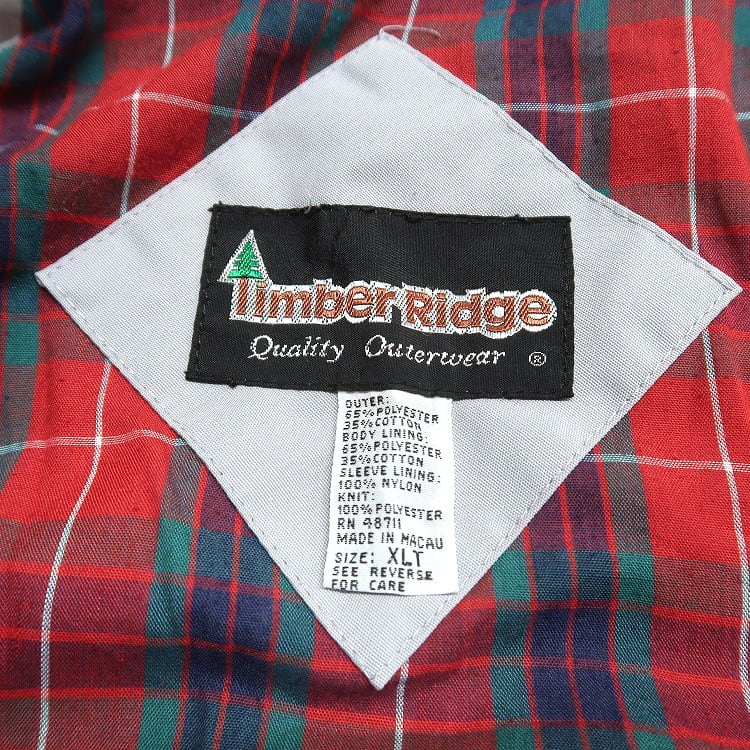 Timber Ridge
Quality Outerwear ®
OUTER:
65% POLYESTER
35% COTTON
BODY LINING:
65% POLYESTER
35% COTTON
SLEEVE LINING:
100% NYLON
KNIT:
100% POLYESTER
RN 48711
MADE IN MACAU
SIZE: XLT
SEE REVERSE
FOR CARE